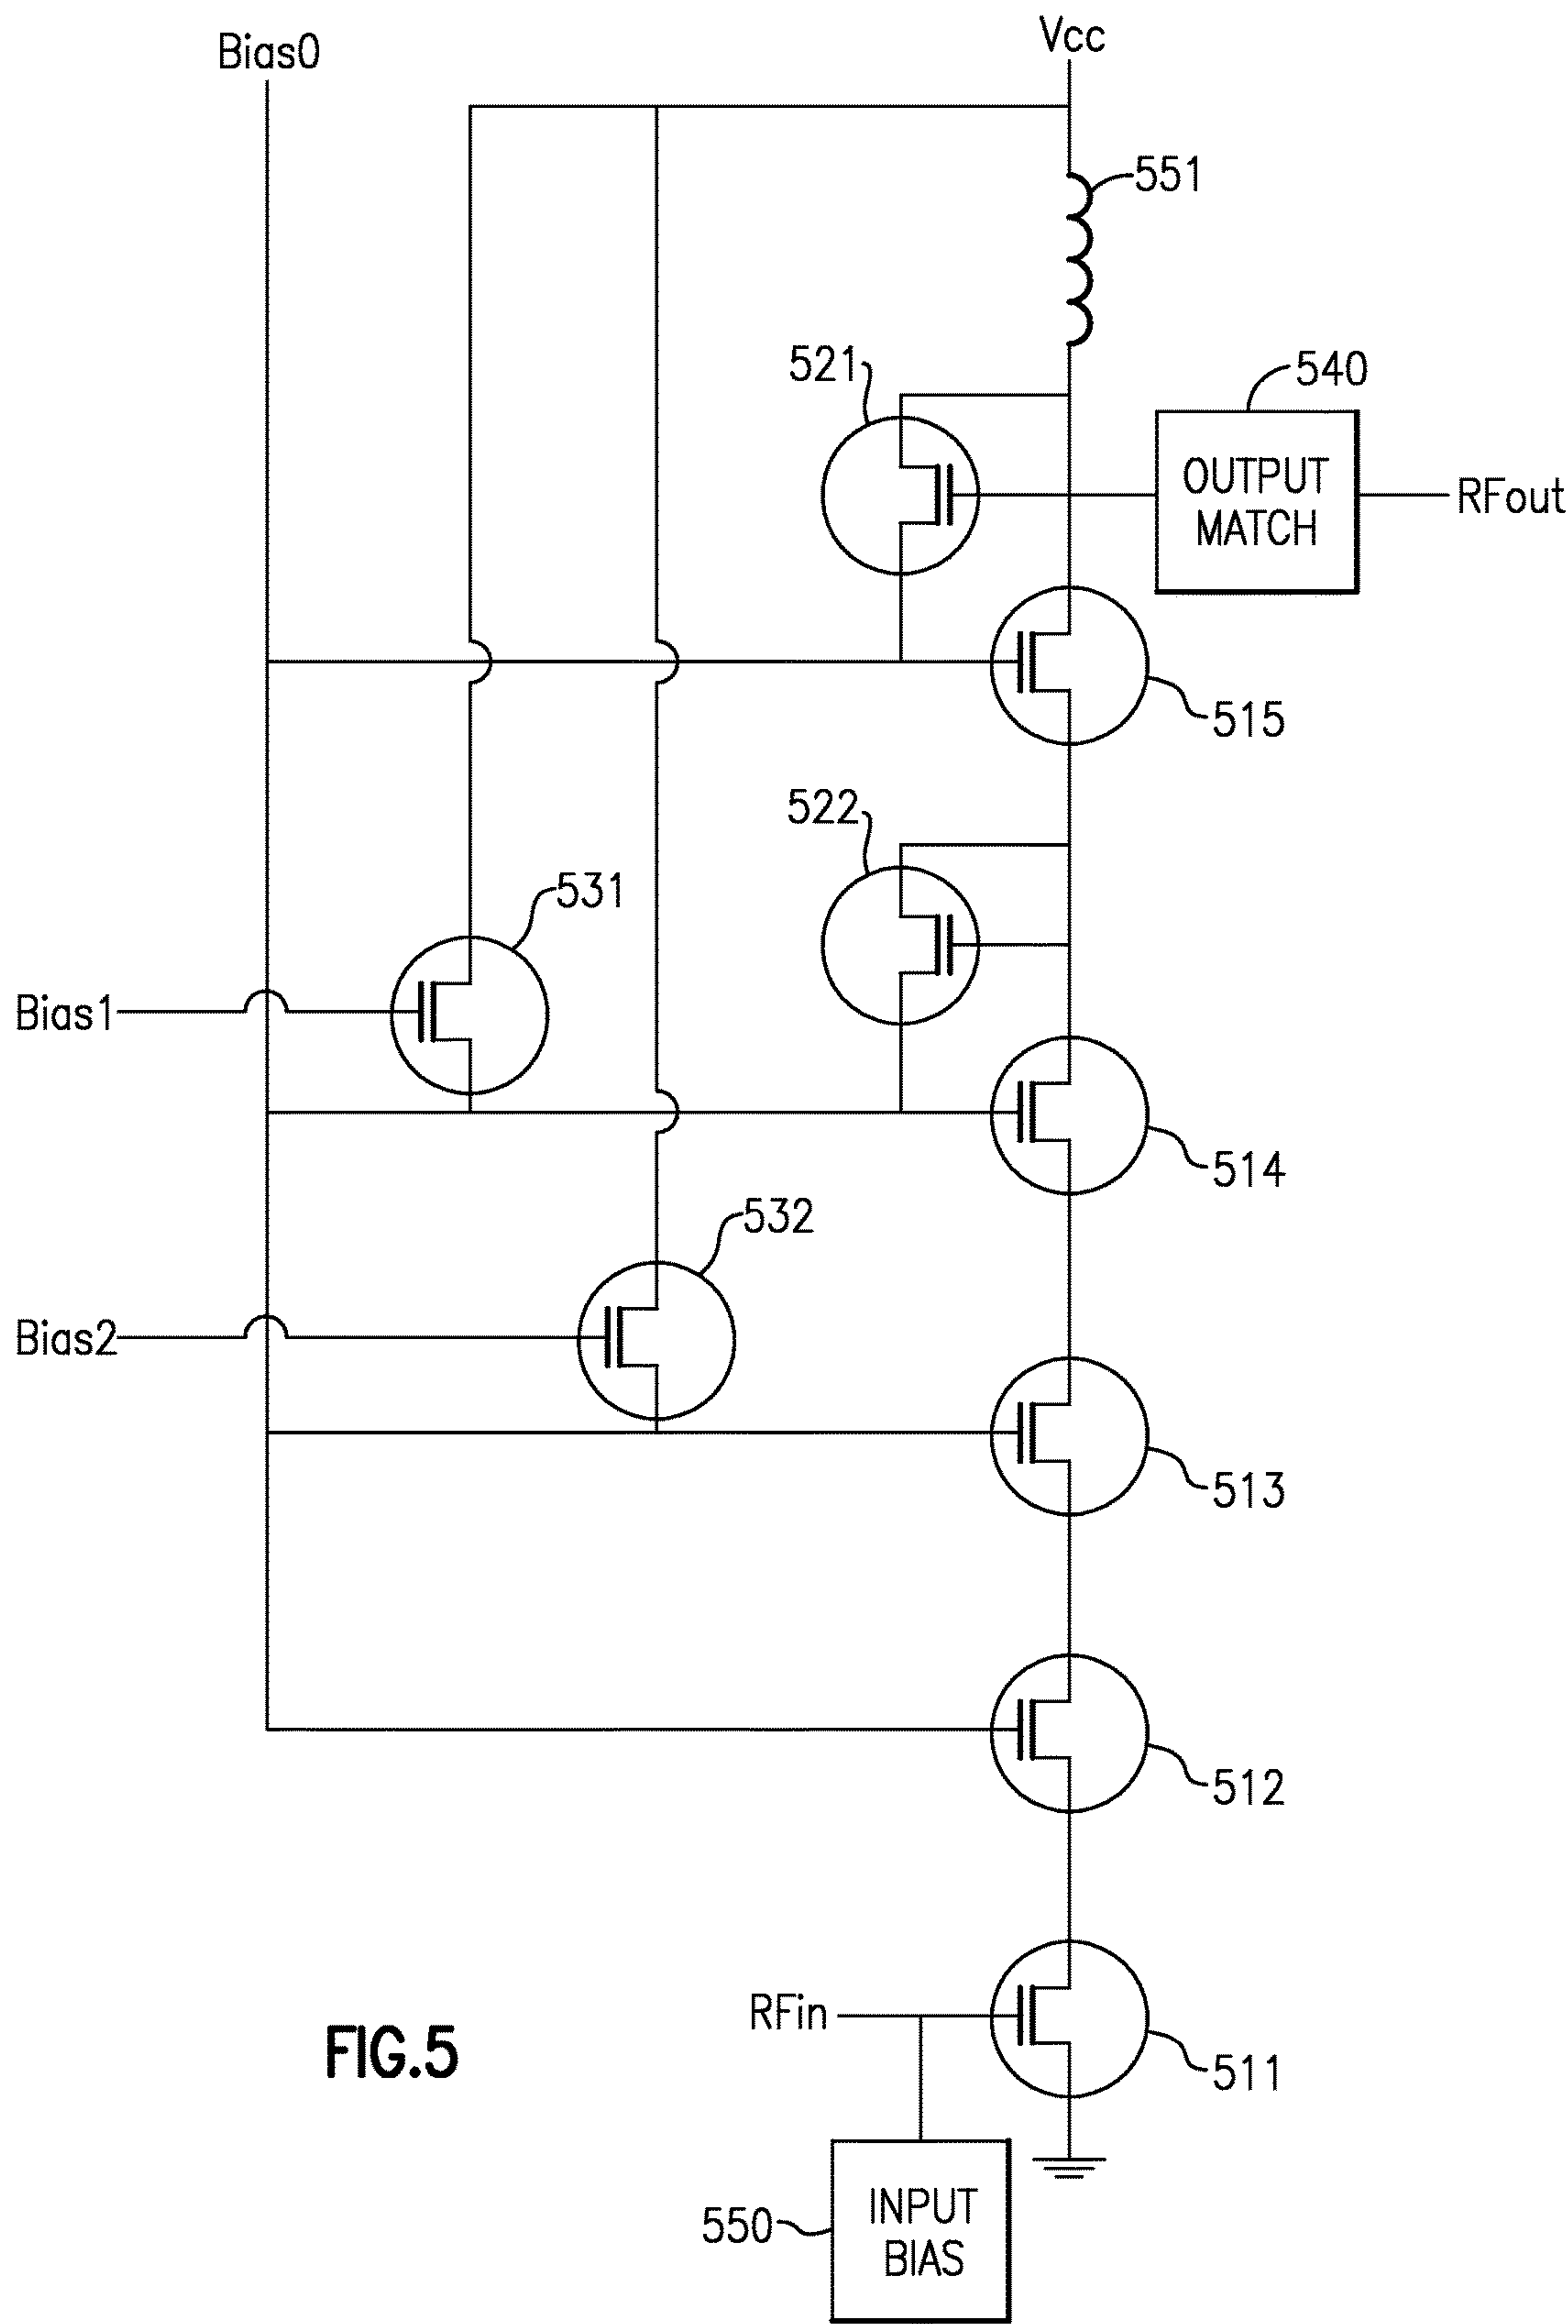 Bias0
Vcc
551
521
540
OUTPUT
MATCH
RFout
515
522
531
Bias1
514
532
Bias2
513
512
RFin
511
FIG.5
550
INPUT
BIAS